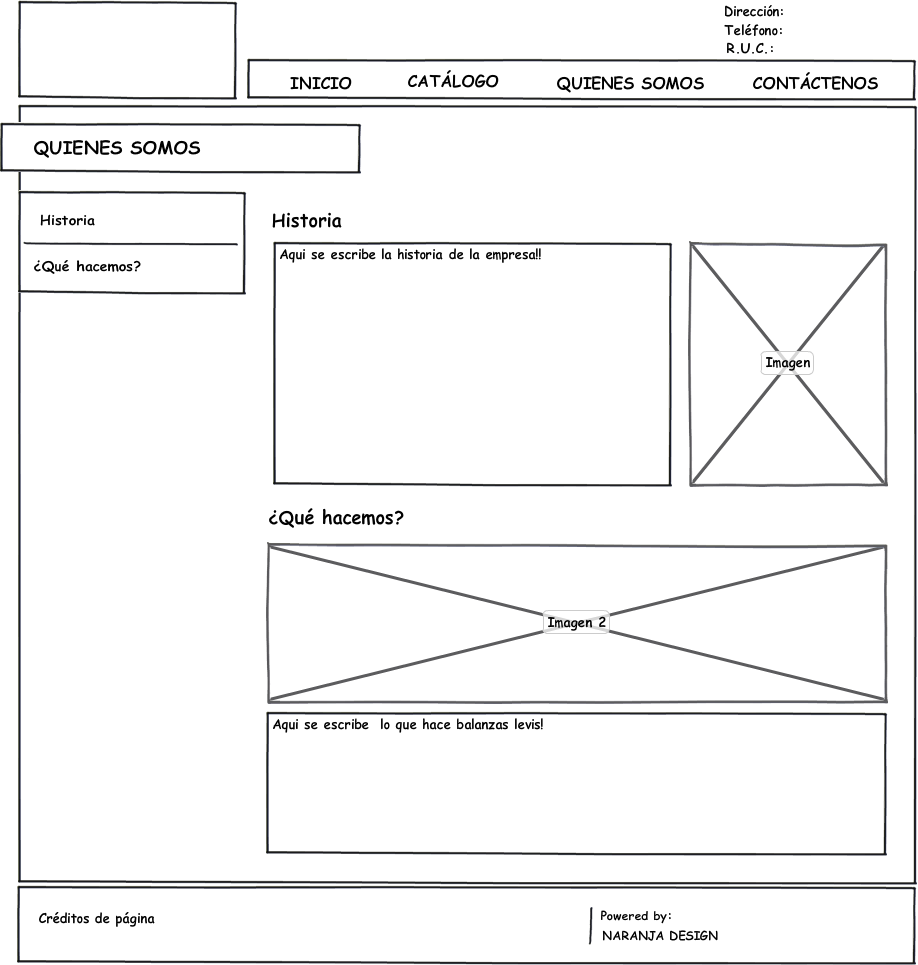 Dirección:
Teléfono:
R.U.C.:
INICIO CATÁLOGO QUIENES SOMOS CONTÁCTENOS
QUIENES SOMOS
Historia
¿Qué hacemos?
Historia
Aqui se escribe la historia de la empresa!!
Imagen
¿Qué hacemos?
Imagen 2
Aqui se escribe lo que hace balanzas levis!
Créditos de página
Powered by:
NARANJA DESIGN